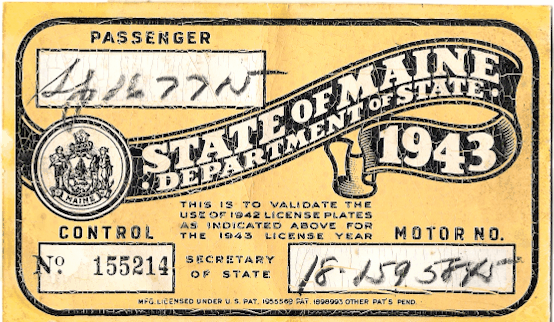 PASSENGER
STATE OF MAINE
DEPARTMENT OF STATE
1943
MAINE
THIS IS TO VALIDATE THE
USE OF 1942 LICENSE PLATES
AS INDICATED ABOVE FOR
THE 1943 LICENSE YEAR
CONTROL
MOTOR NO.
No. 155214
SECRETARY
OF STATE
MFG. LICENSED UNDER U.S. PAT. 1955569 PAT. 1898993 OTHER PAT'S PEND.